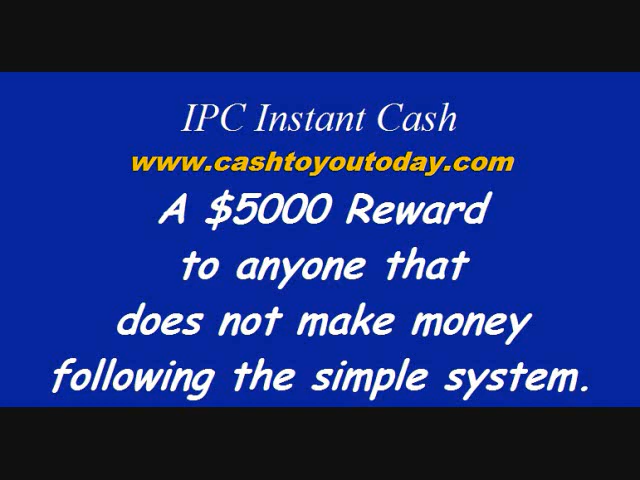 IPC Instant Cash
www.cashtoyoutoday.com
A $5000 Reward
to anyone that
does not make money
following the simple system.